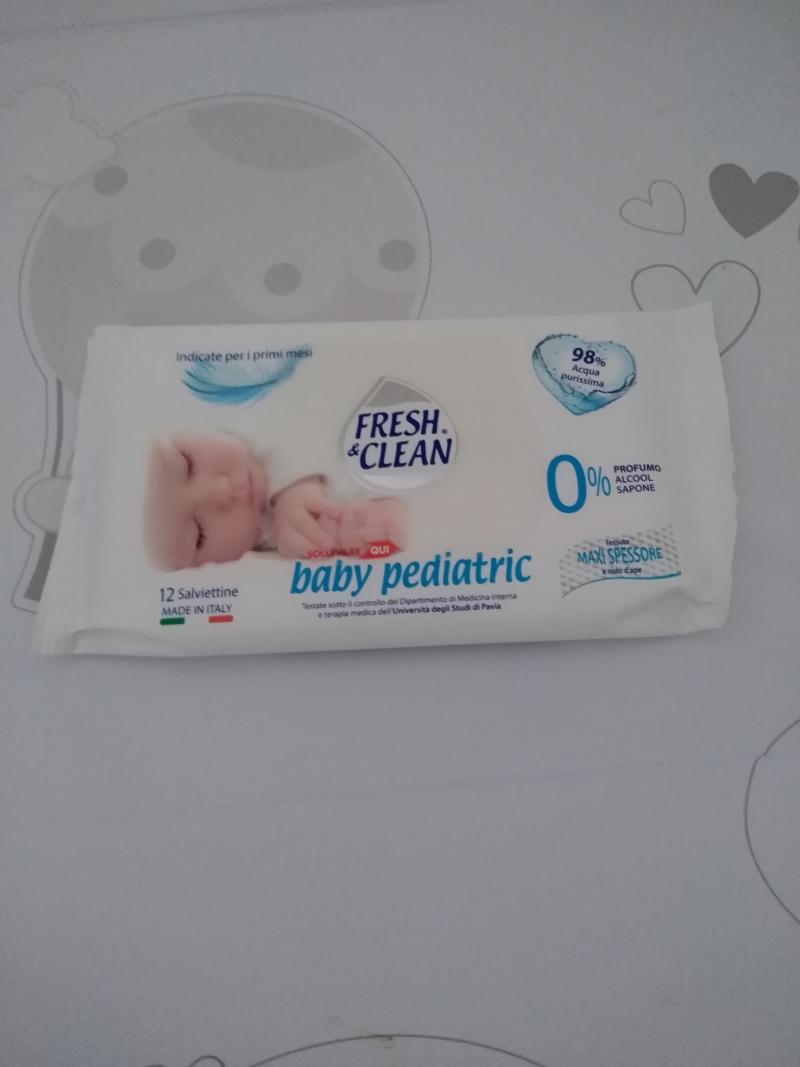 Indicate per i primi mesi
98%
Acqua
purissima
FRESH®
& CLEAN
0% PROFUMO
ALCOOL
SAPONE
SOLLEVARE QUI
baby pediatric
Tessuto
MAXI SPESSORE
a nido d'ape
12 Salviettine
MADE IN ITALY
Testate sotto il controllo del Dipartimento di Medicina interna
e terapia medica dell'Università degli Studi di Pavia